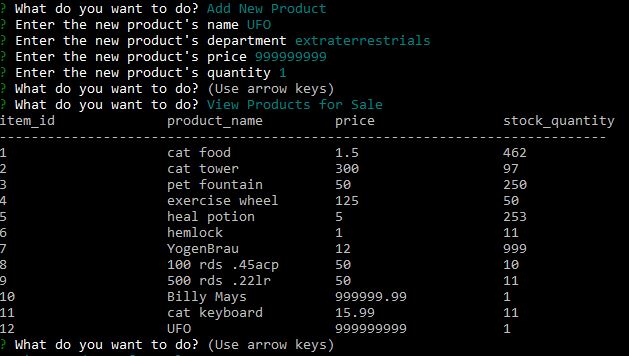 ? What do you want to do? Add New Product
? Enter the new product's name UFO
? Enter the new product's department extraterrestrials
? Enter the new product's price 999999999
? Enter the new product's quantity 1
? What do you want to do? (Use arrow keys)
? What do you want to do? View Products for Sale
item_id product_name price stock_quantity
--------------------------------------------------------------------------
1 cat food 1.5 462
2 cat tower 300 97
3 pet fountain 50 250
4 exercise wheel 125 50
5 heal potion 5 253
6 hemlock 1 11
7 YogenBrau 12 999
8 100 rds .45acp 50 10
9 500 rds .22lr 50 11
10 Billy Mays 999999.99 1
11 cat keyboard 15.99 11
12 UFO 999999999 1
? What do you want to do? (Use arrow keys)